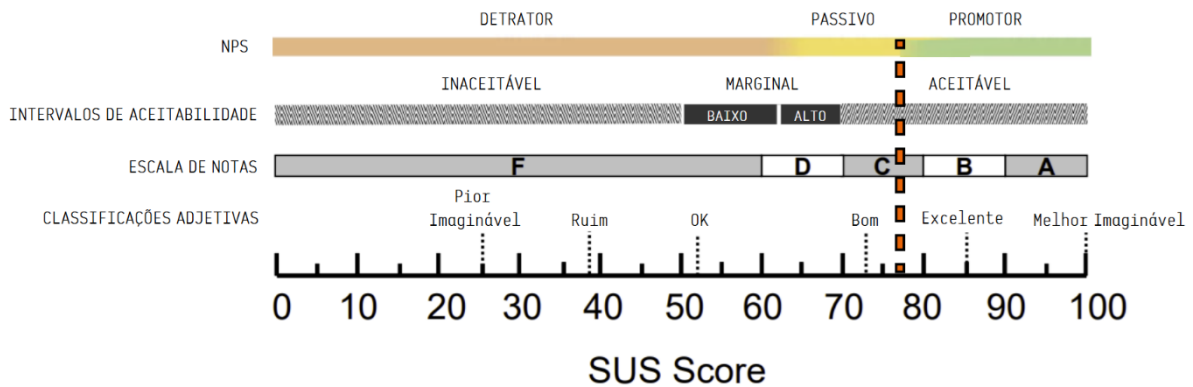 DETRATOR PASSIVO PROMOTOR
NPS
INACEITÁVEL MARGINAL ACEITÁVEL
INTERVALOS DE ACEITABILIDADE BAIXO ALTO
ESCALA DE NOTAS F D C B A
CLASSIFICAÇÕES ADJETIVAS Pior Imaginável Ruim OK Bom Excelente Melhor Imaginável
0 10 20 30 40 50 60 70 80 90 100
SUS Score